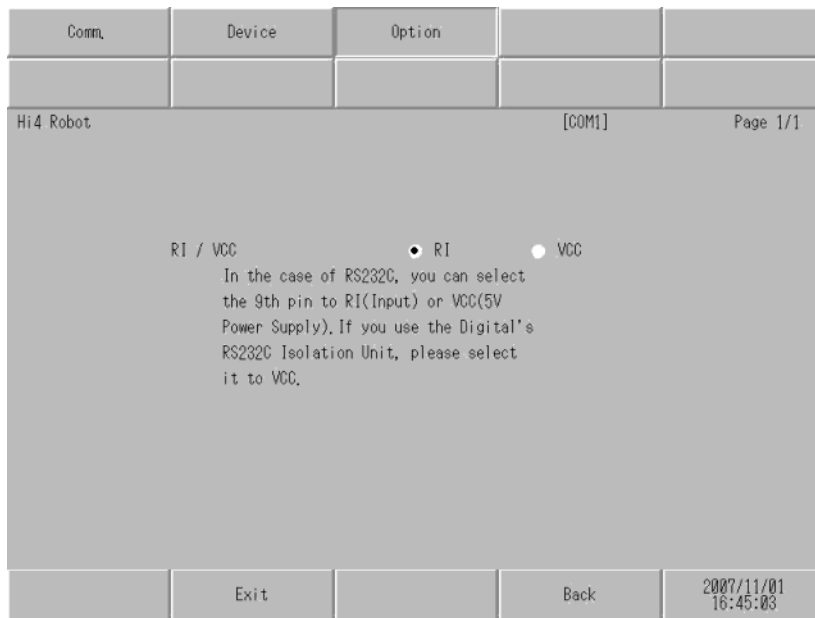 Comm. Device Option
Hi4 Robot [COM1] Page 1/1
RI / VCC RI VCC
In the case of RS232C, you can select
the 9th pin to RI(Input) or VCC(5V
Power Supply). If you use the Digital's
RS232C Isolation Unit, please select
it to VCC.
Exit Back 2007/11/01
16:45:03